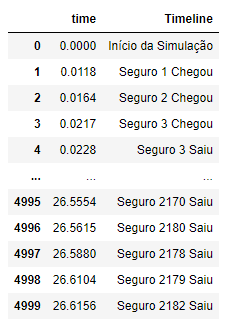 time Timeline
0 0.0000 Início da Simulação
1 0.0118 Seguro 1 Chegou
2 0.0164 Seguro 2 Chegou
3 0.0217 Seguro 3 Chegou
4 0.0228 Seguro 3 Saiu
... ... ...
4995 26.5554 Seguro 2170 Saiu
4996 26.5615 Seguro 2180 Saiu
4997 26.5880 Seguro 2178 Saiu
4998 26.6104 Seguro 2179 Saiu
4999 26.6156 Seguro 2182 Saiu